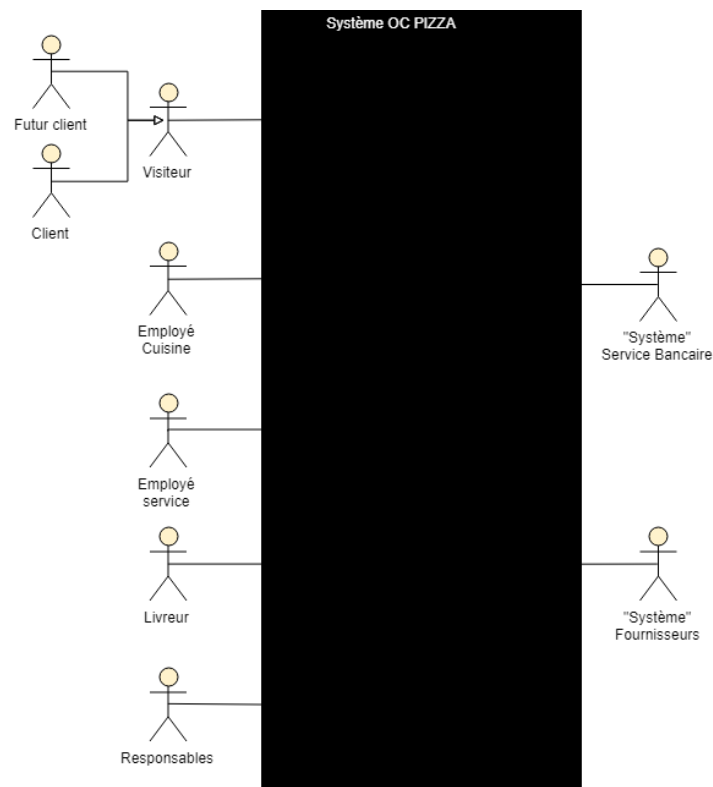 Système OC PIZZA
Futur client
Visiteur
Client
Employé
Cuisine
"Système"
Service Bancaire
Employé
service
Livreur
"Système"
Fournisseurs
Responsables